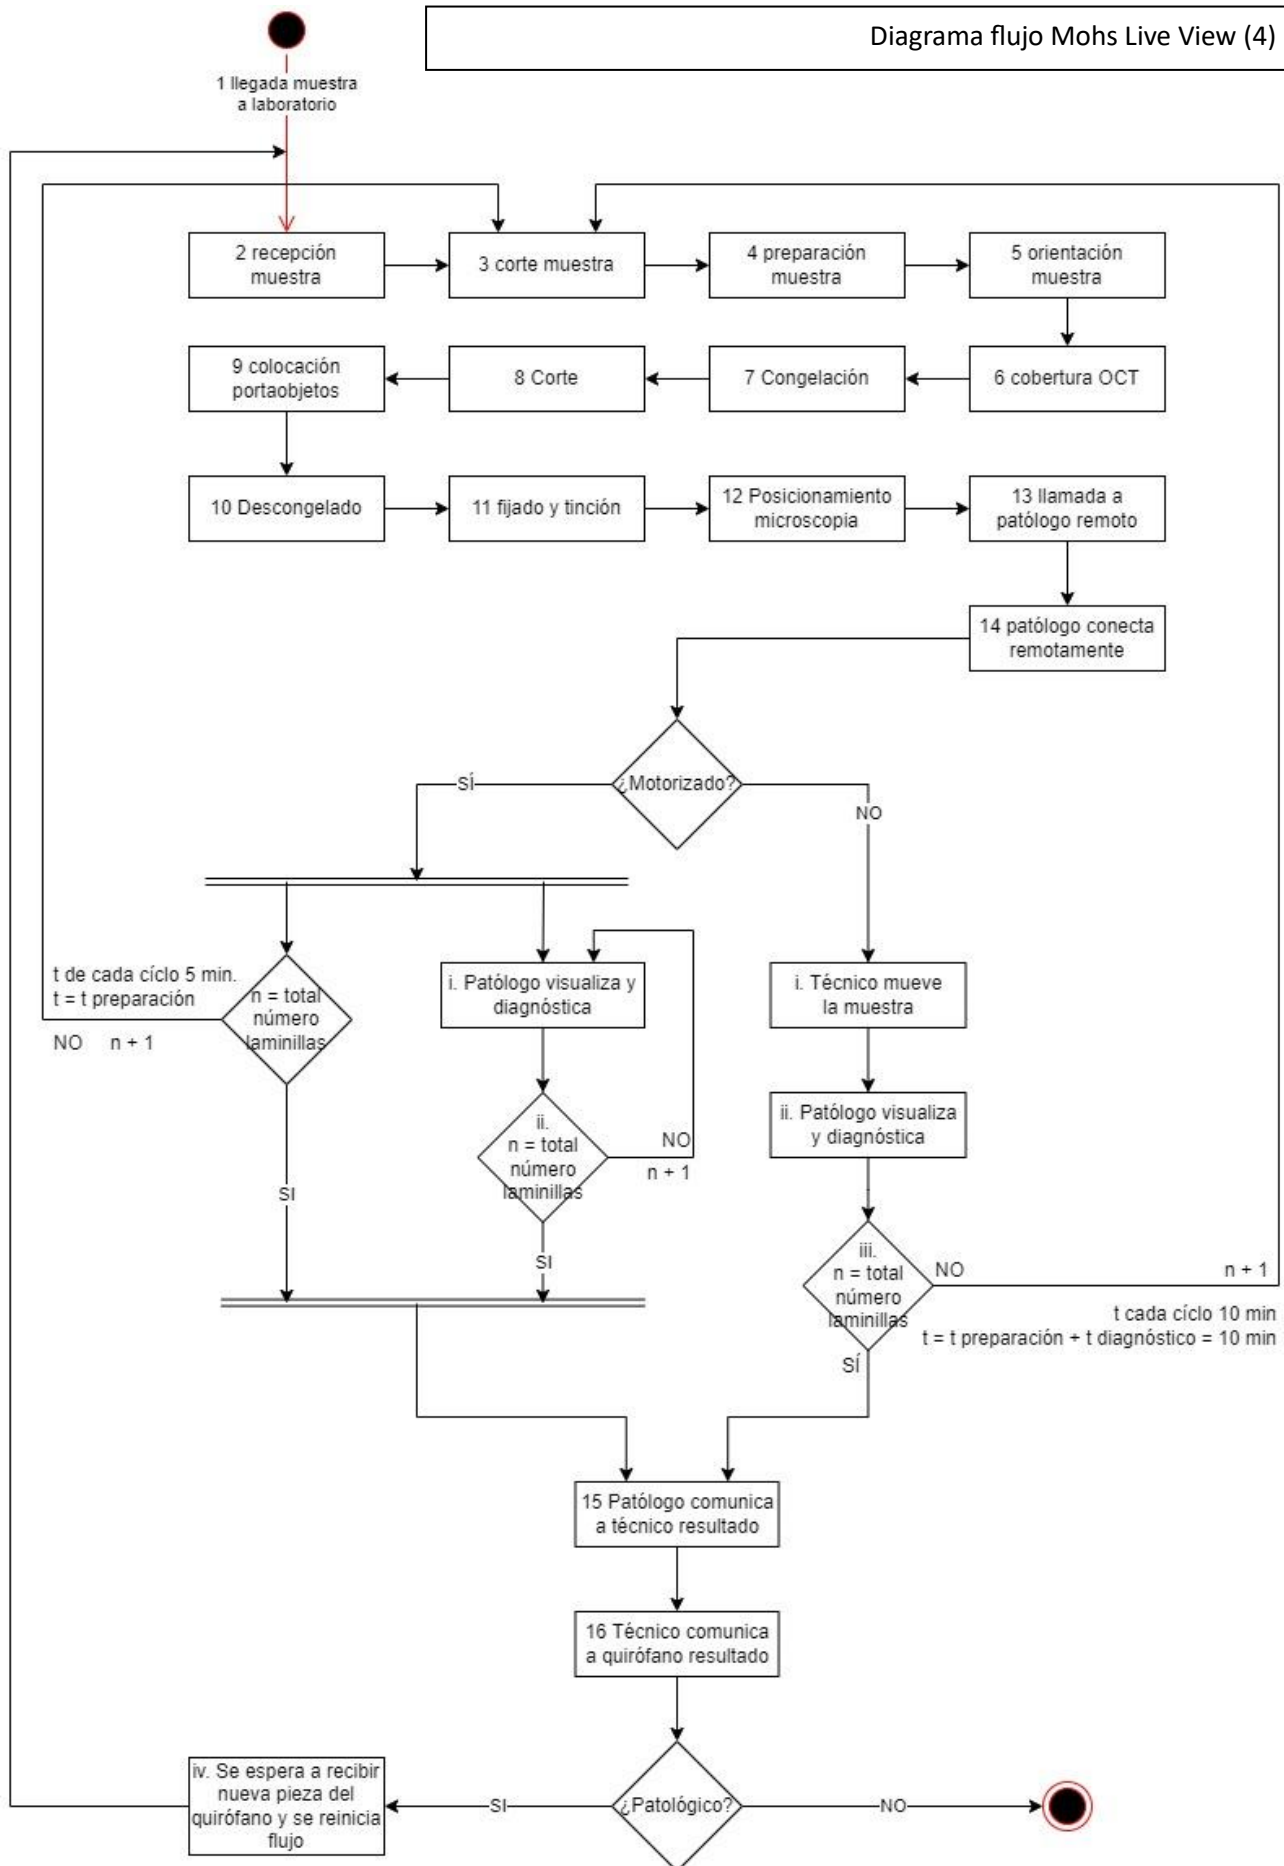 Diagrama flujo Mohs Live View (4)
1 llegada muestra
a laboratorio
2 recepción
muestra
3 corte muestra
4 preparación
muestra
5 orientación
muestra
9 colocación
portaobjetos
8 Corte
7 Congelación
6 cobertura OCT
10 Descongelado
11 fijado y tinción
12 Posicionamiento
microscopia
13 llamada a
patólogo remoto
14 patólogo conecta
remotamente
¿Motorizado?
SÍ
NO
t de cada cíclo 5 min.
t = t preparación
NO n + 1
n = total
número
laminillas
SI
i. Patólogo visualiza y
diagnóstica
ii.
n = total
número
laminillas
NO
n + 1
SI
i. Técnico mueve
la muestra
ii. Patólogo visualiza
y diagnóstica
iii.
n = total
número
laminillas
NO
n + 1
t cada cíclo 10 min
t = t preparación + t diagnóstico = 10 min
SÍ
15 Patólogo comunica
a técnico resultado
16 Técnico comunica
a quirófano resultado
¿Patológico?
SI
NO
iv. Se espera a recibir
nueva pieza del
quirófano y se reinicia
flujo